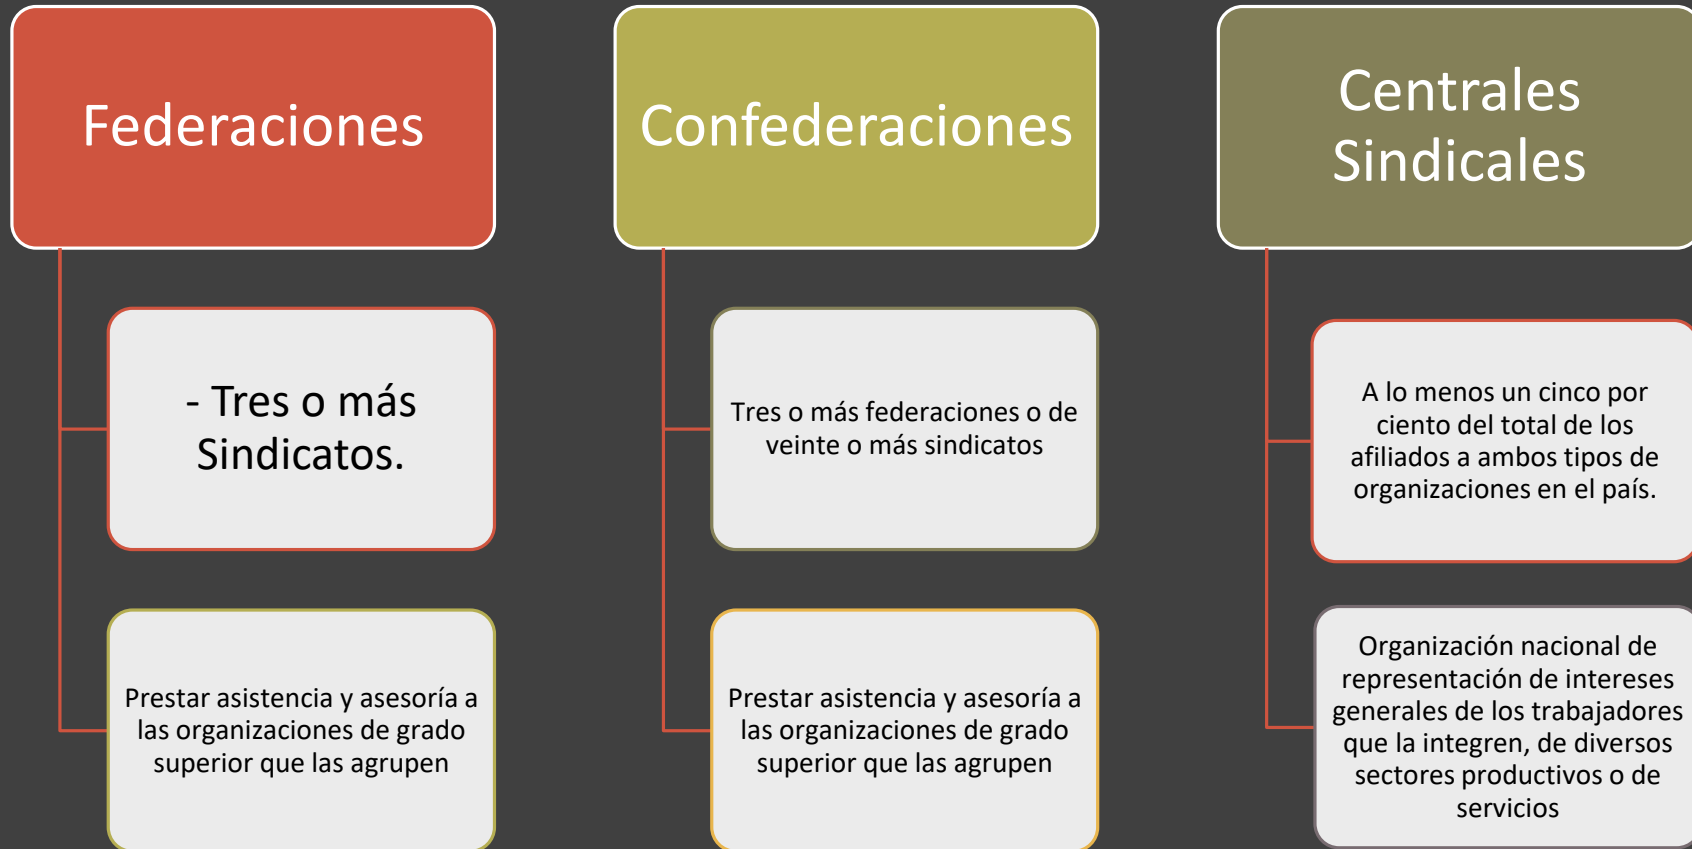 Federaciones
- Tres o más
Sindicatos.
Prestar asistencia y asesoría a
las organizaciones de grado
superior que las agrupen
Confederaciones
Tres o más federaciones o de
veinte o más sindicatos
Prestar asistencia y asesoría a
las organizaciones de grado
superior que las agrupen
Centrales
Sindicales
A lo menos un cinco por
ciento del total de los
afiliados a ambos tipos de
organizaciones en el país.
Organización nacional de
representación de intereses
generales de los trabajadores
que la integren, de diversos
sectores productivos o de
servicios